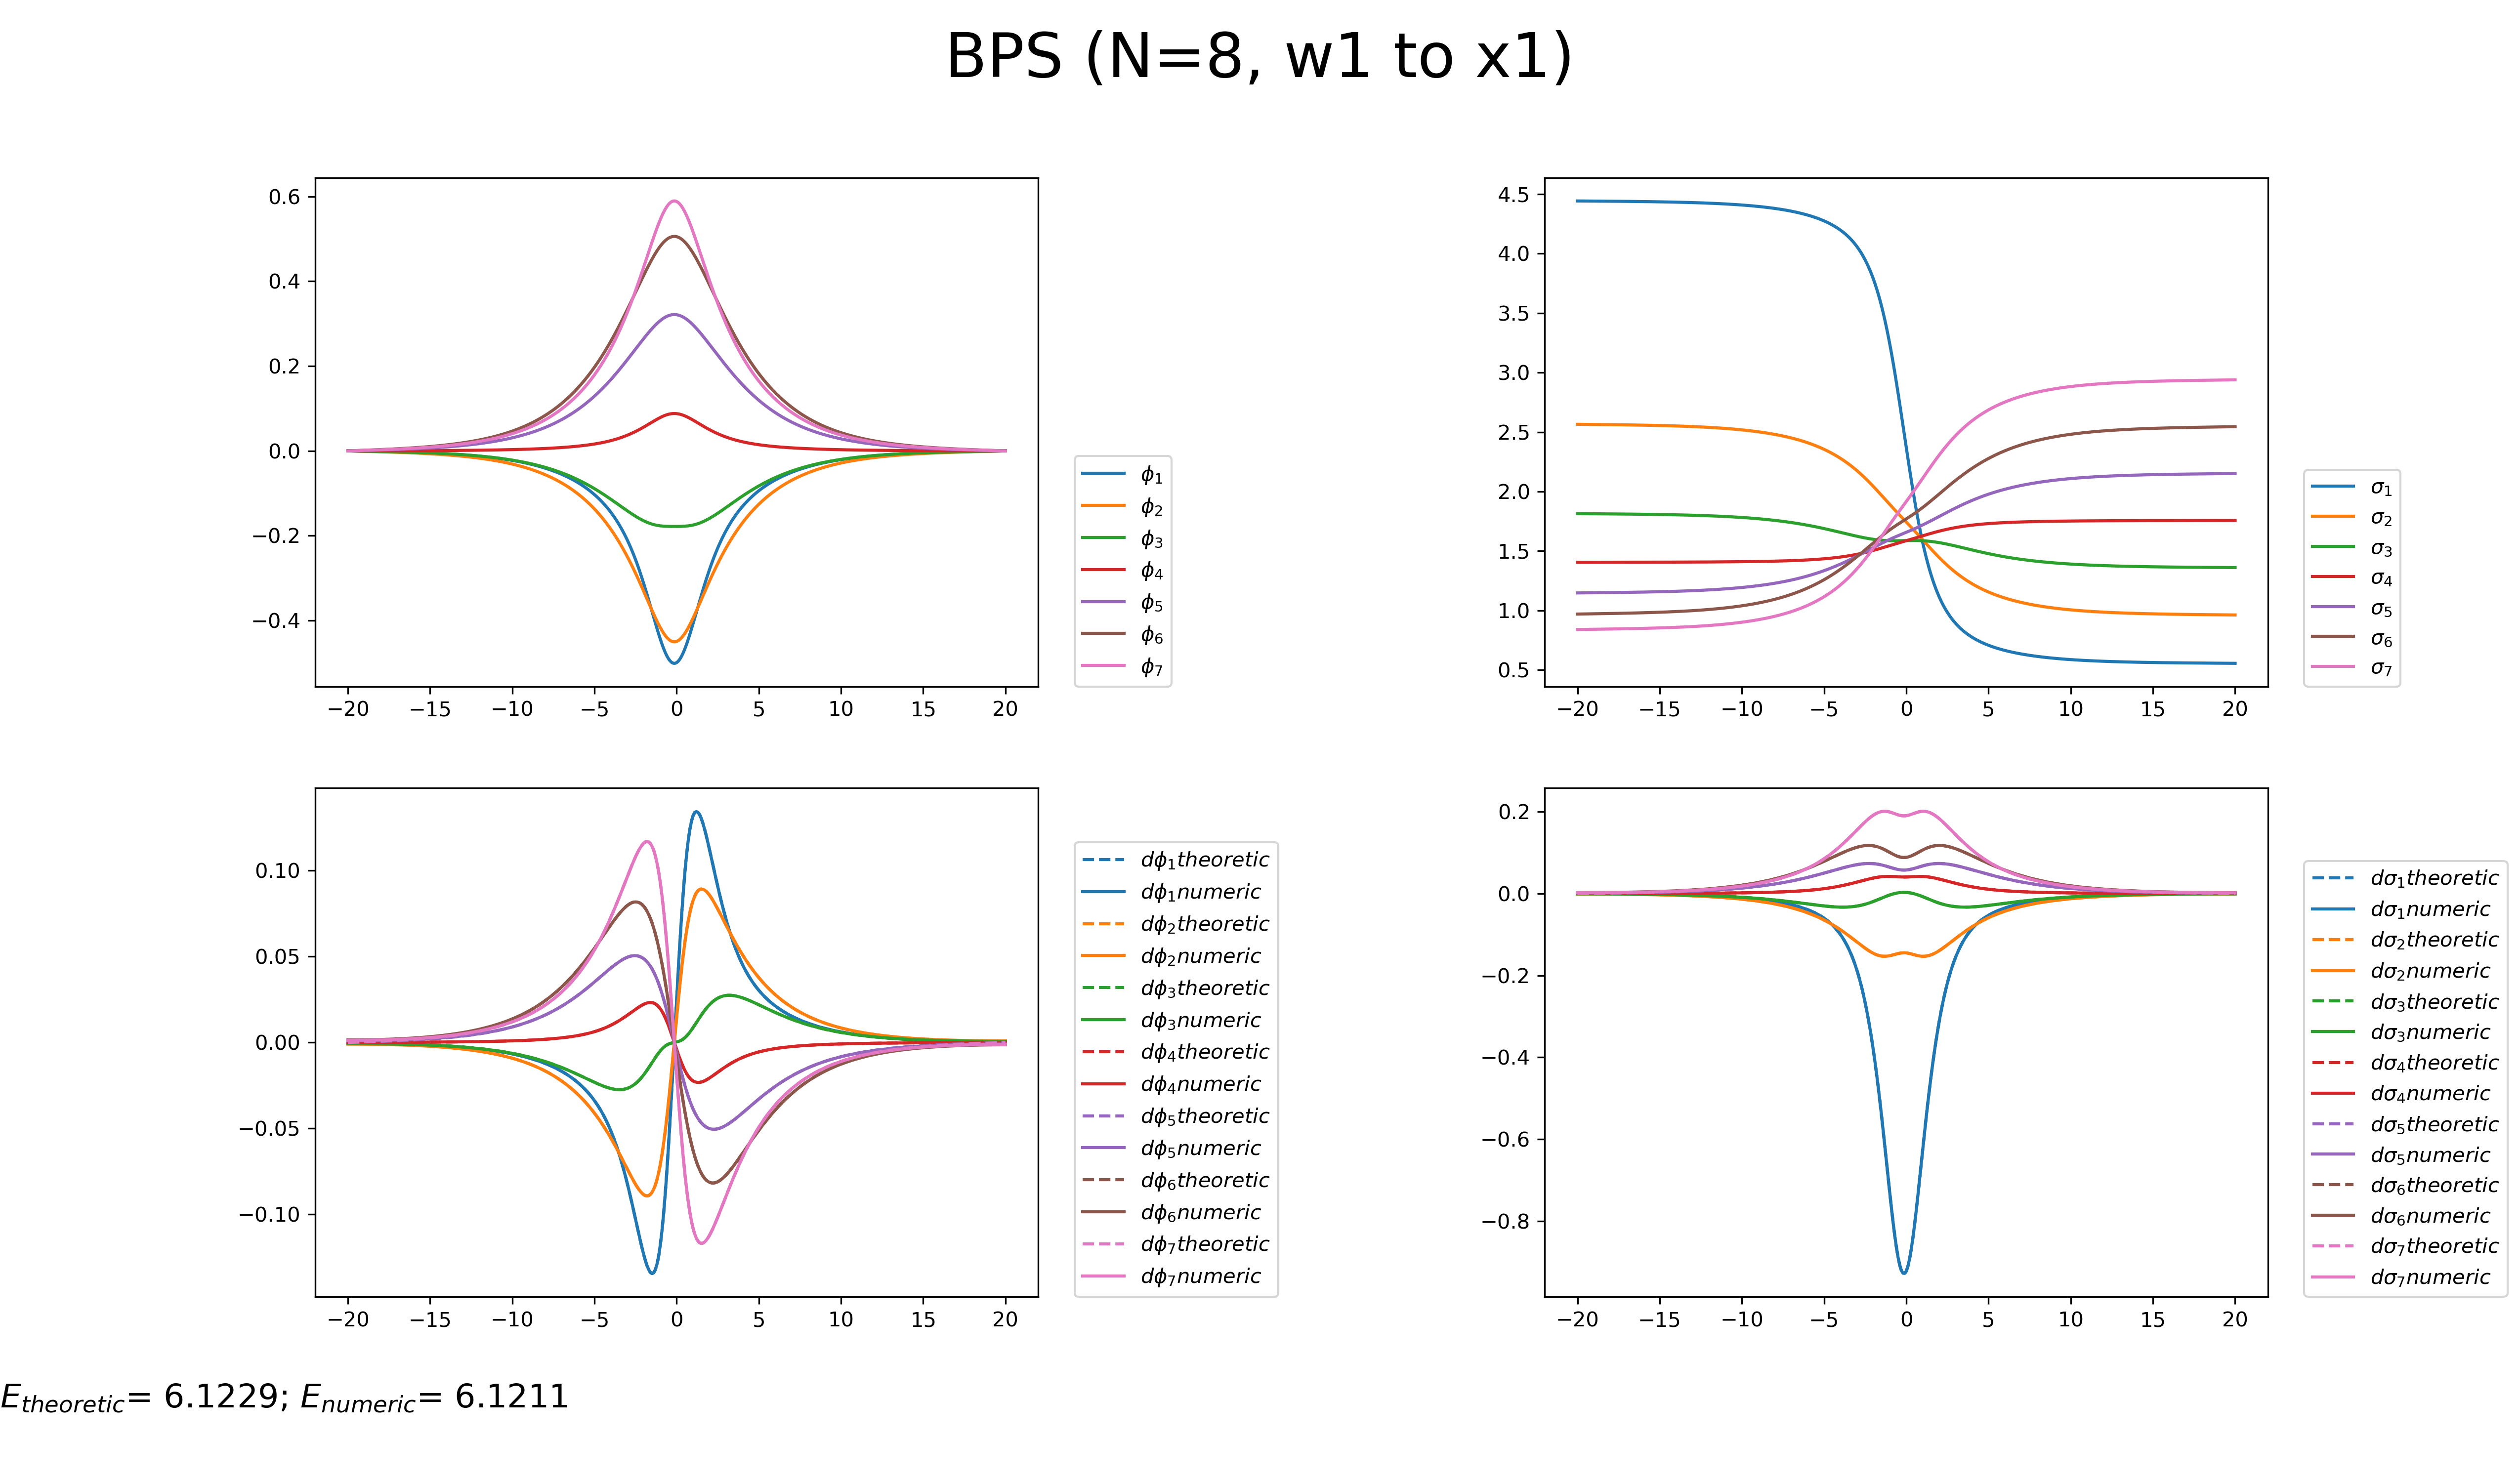 BPS (N=8, w1 to x1)
0.6
0.4
0.2
0.0
−0.2
−0.4
−20 −15 −10 −5 0 5 10 15 20
ϕ₁
ϕ₂
ϕ₃
ϕ₄
ϕ₅
ϕ₆
ϕ₇
4.5
4.0
3.5
3.0
2.5
2.0
1.5
1.0
0.5
−20 −15 −10 −5 0 5 10 15 20
σ₁
σ₂
σ₃
σ₄
σ₅
σ₆
σ₇
0.10
0.05
0.00
−0.05
−0.10
−20 −15 −10 −5 0 5 10 15 20
dϕ₁theoretic
dϕ₁numeric
dϕ₂theoretic
dϕ₂numeric
dϕ₃theoretic
dϕ₃numeric
dϕ₄theoretic
dϕ₄numeric
dϕ₅theoretic
dϕ₅numeric
dϕ₆theoretic
dϕ₆numeric
dϕ₇theoretic
dϕ₇numeric
0.2
0.0
−0.2
−0.4
−0.6
−0.8
−20 −15 −10 −5 0 5 10 15 20
dσ₁theoretic
dσ₁numeric
dσ₂theoretic
dσ₂numeric
dσ₃theoretic
dσ₃numeric
dσ₄theoretic
dσ₄numeric
dσ₅theoretic
dσ₅numeric
dσ₆theoretic
dσ₆numeric
dσ₇theoretic
dσ₇numeric
E_theoretic= 6.1229; E_numeric= 6.1211